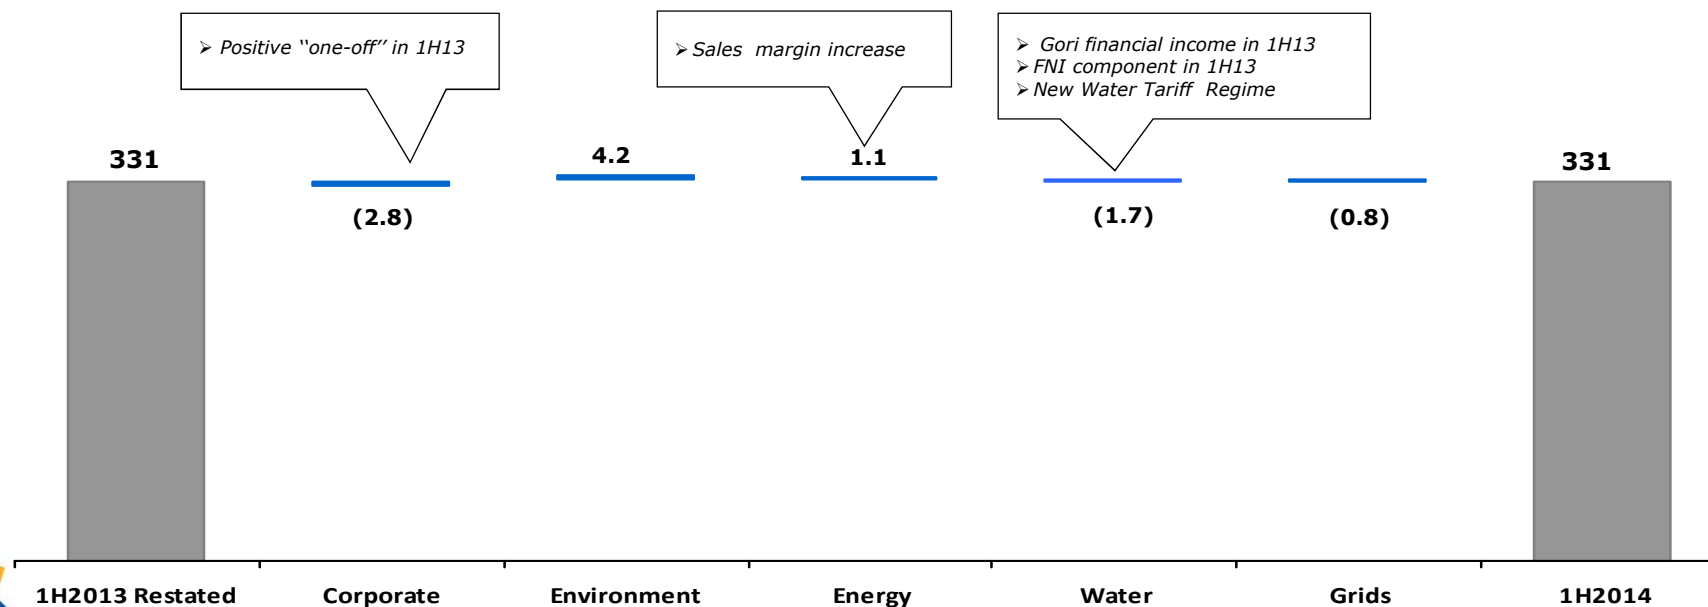 ➢ Positive “one-off” in 1H13
➢ Sales margin increase
➢ Gori financial income in 1H13
➢ FNI component in 1H13
➢ New Water Tariff Regime
331
(2.8)
4.2
1.1
(1.7)
(0.8)
331
1H2013 Restated
Corporate
Environment
Energy
Water
Grids
1H2014